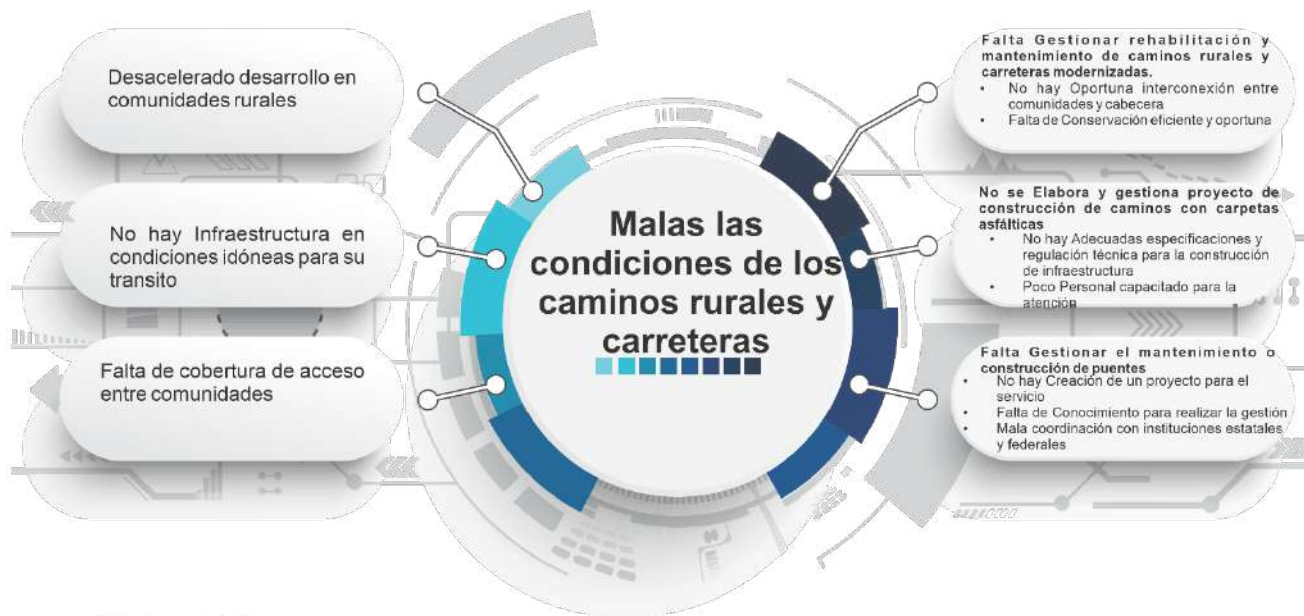 Desacelerado desarrollo en
comunidades rurales
No hay Infraestructura en
condiciones idóneas para su
transito
Falta de cobertura de acceso
entre comunidades
Malas las
condiciones de los
caminos rurales y
carreteras
Falta Gestionar rehabilitación y
mantenimiento de caminos rurales y
carreteras modernizadas.
• No hay Oportuna interconexión entre
comunidades y cabecera
• Falta de Conservación eficiente y oportuna
No se Elabora y gestiona proyecto de
construcción de caminos con carpetas
asfálticas
• No hay Adecuadas especificaciones y
regulación técnica para la construcción
de infraestructura
• Poco Personal capacitado para la
atención
Falta Gestionar el mantenimiento o
construcción de puentes
• No hay Creación de un proyecto para el
servicio
• Falta de Conocimiento para realizar la gestión
• Mala coordinación con instituciones estatales
y federales